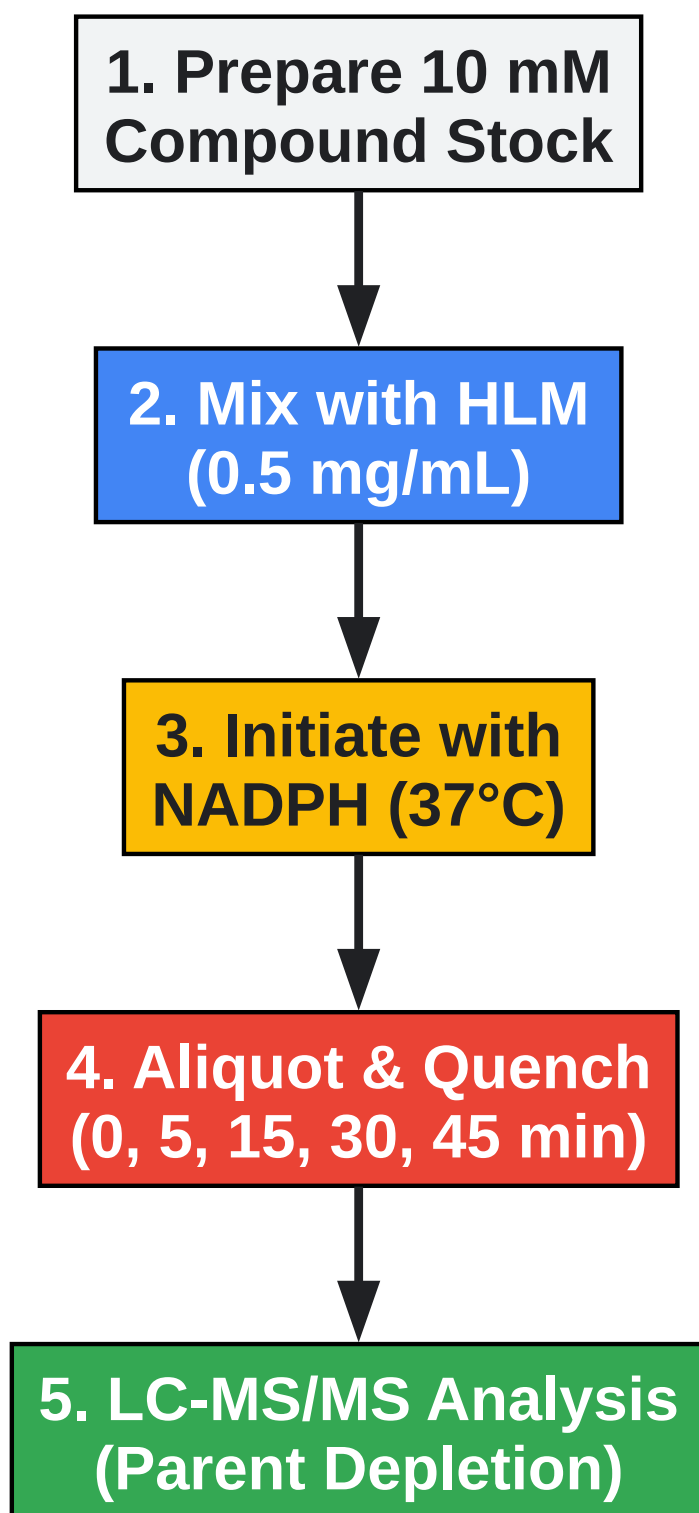 1. Prepare 10 mM
Compound Stock
2. Mix with HLM
(0.5 mg/mL)
3. Initiate with
NADPH (37°C)
4. Aliquot & Quench
(0, 5, 15, 30, 45 min)
5. LC-MS/MS Analysis
(Parent Depletion)